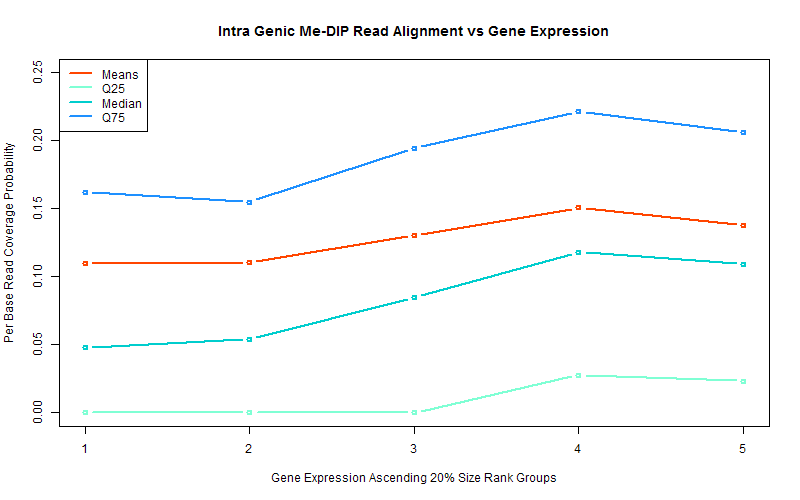 Intra Genic Me-DIP Read Alignment vs Gene Expression
Means
Q25
Median
Q75
0.25
0.20
0.15
0.10
0.05
0.00
Per Base Read Coverage Probability
1 2 3 4 5
Gene Expression Ascending 20% Size Rank Groups